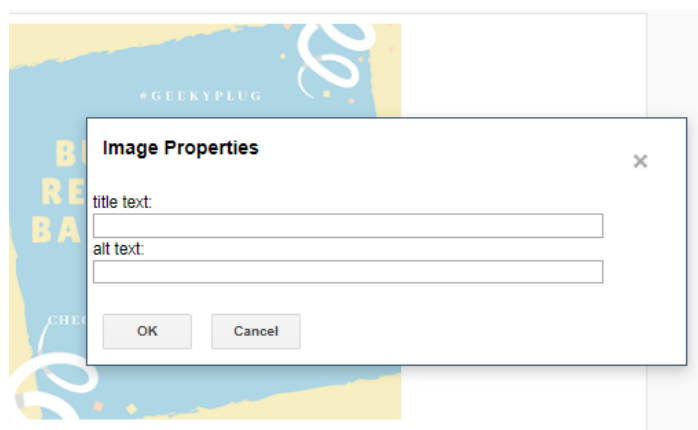 #GEEKYPLUG
Image Properties
title text:
alt text:
OK Cancel